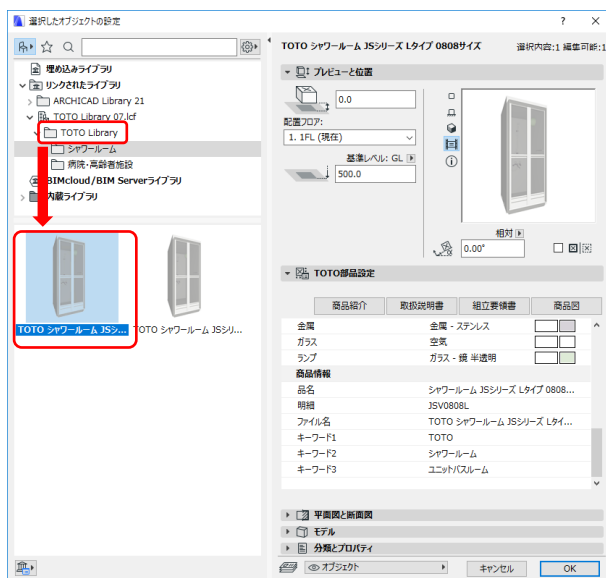 選択したオブジェクトの設定
? ×
埋め込みライブラリ
リンクされたライブラリ
ARCHICAD Library 21
TOTO Library 07.lcf
TOTO Library
シャワールーム
病院・高齢者施設
BIMcloud/BIM Serverライブラリ
内蔵ライブラリ
TOTO シャワールーム JSシ...
TOTO シャワールーム JSシリ...
TOTO シャワールーム JSシリーズ Lタイプ 0808サイズ
選択内容:1 編集可能:1
プレビューと位置
0.0
配置フロア:
1. 1FL (現在)
基準レベル: GL
500.0
相対
0.00°
TOTO部品設定
商品紹介 取扱説明書 組立要領書 商品図
金属 金属 - ステンレス
ガラス 空気
ランプ ガラス - 鏡 半透明
商品情報
品名 シャワールーム JSシリーズ Lタイプ 0808...
明細 JSV0808L
ファイル名 TOTO シャワールーム JSシリーズ Lタイ...
キーワード1 TOTO
キーワード2 シャワールーム
キーワード3 ユニットバスルーム
平面図と断面図
モデル
分類とプロパティ
オブジェクト
キャンセル OK